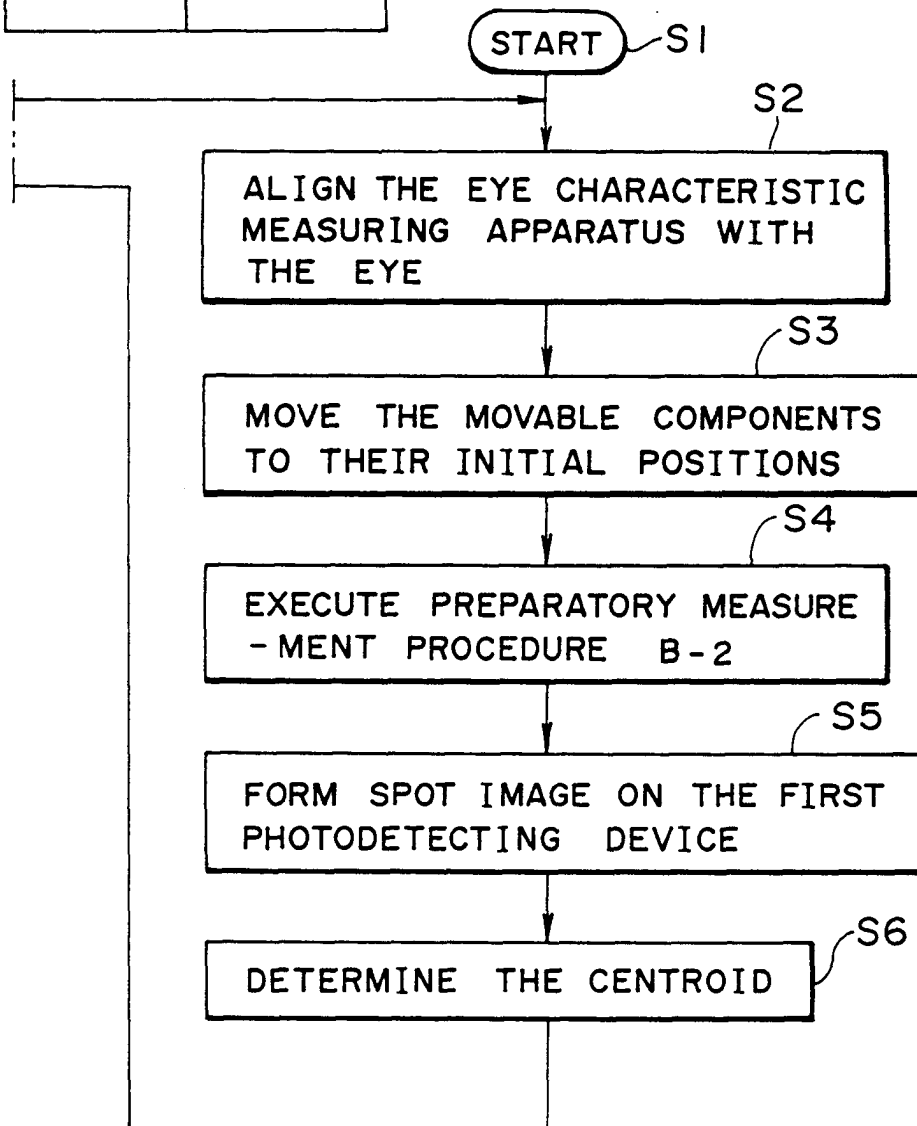 START
S1
S2
ALIGN THE EYE CHARACTERISTIC
MEASURING APPARATUS WITH
THE EYE
S3
MOVE THE MOVABLE COMPONENTS
TO THEIR INITIAL POSITIONS
S4
EXECUTE PREPARATORY MEASURE
-MENT PROCEDURE B-2
S5
FORM SPOT IMAGE ON THE FIRST
PHOTODETECTING DEVICE
S6
DETERMINE THE CENTROID